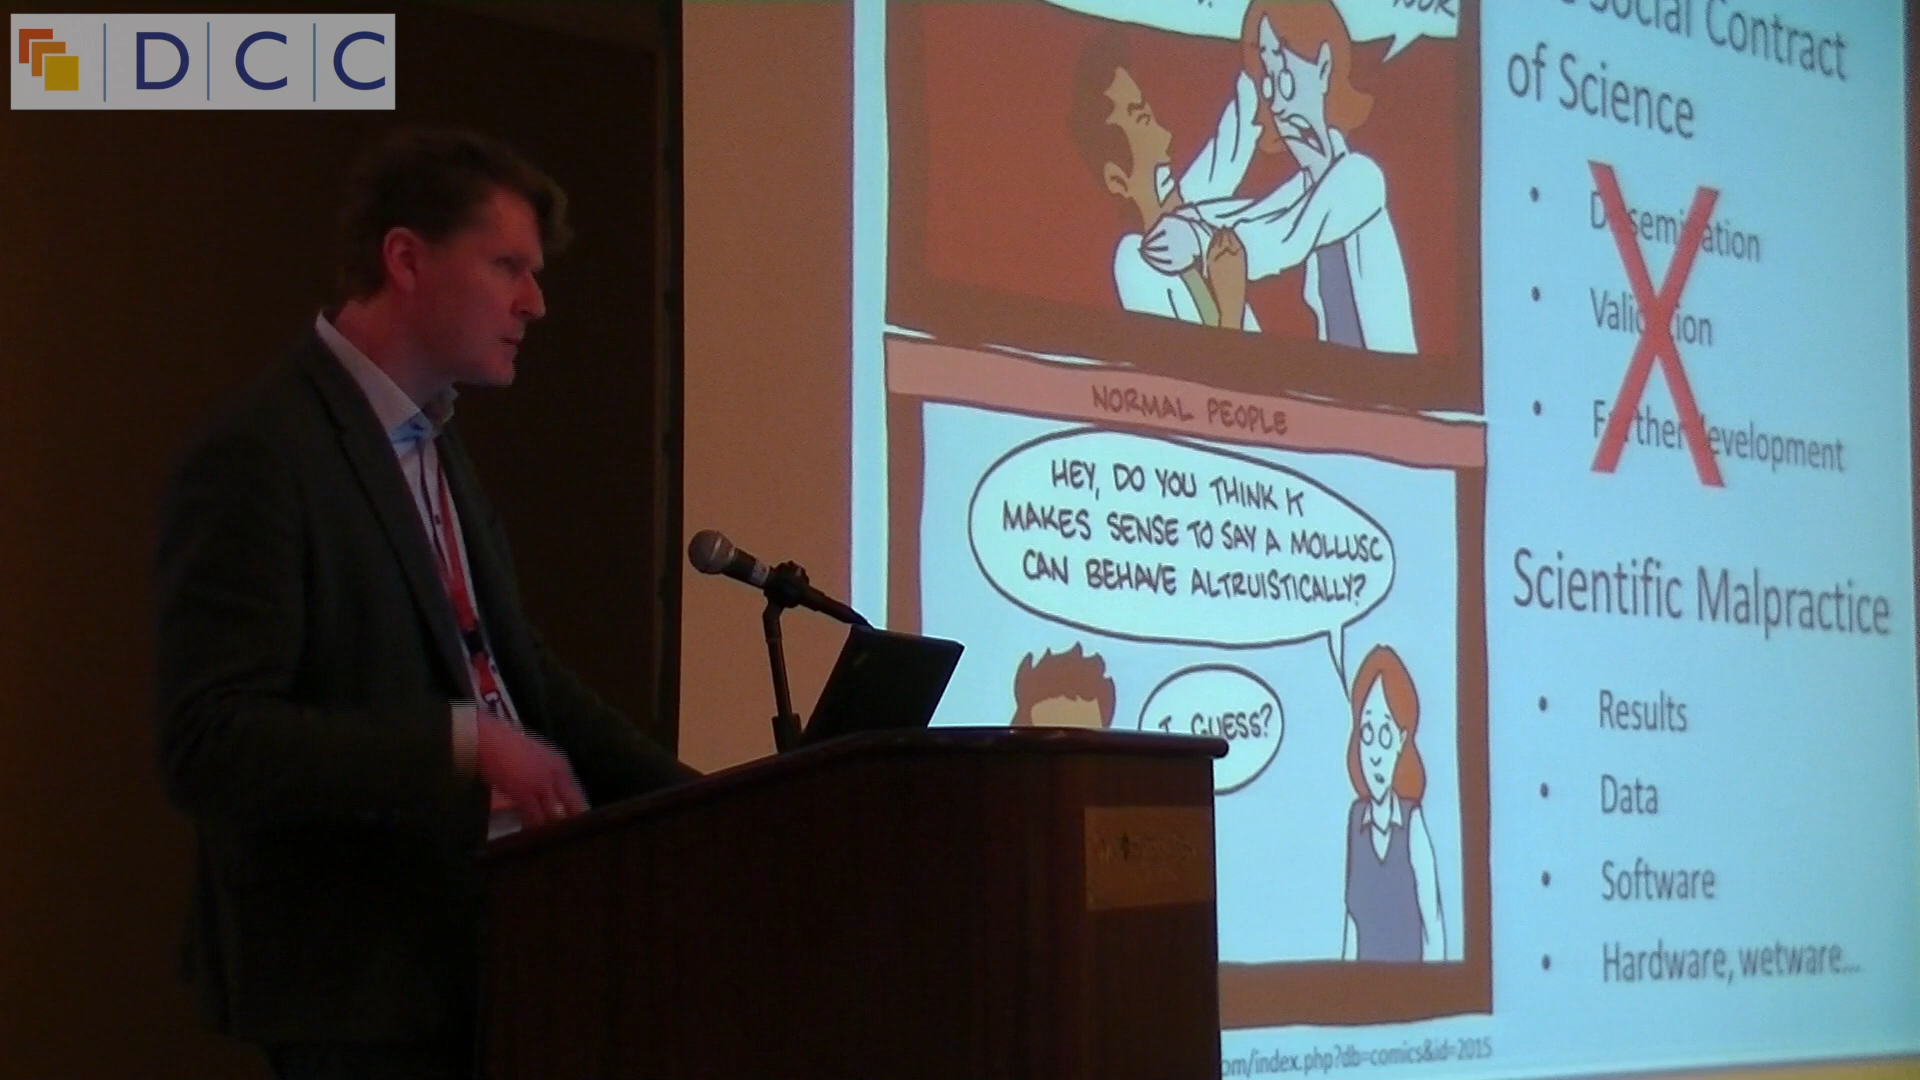 DCC
Social Contract
of Science
Dissemination
Validation
Further development
NORMAL PEOPLE
HEY, DO YOU THINK IT
MAKES SENSE TO SAY A MOLLUSC
CAN BEHAVE ALTRUISTICALLY?
I GUESS?
Scientific Malpractice
Results
Data
Software
Hardware, wetware...
om/index.php?db=comics&id=2015